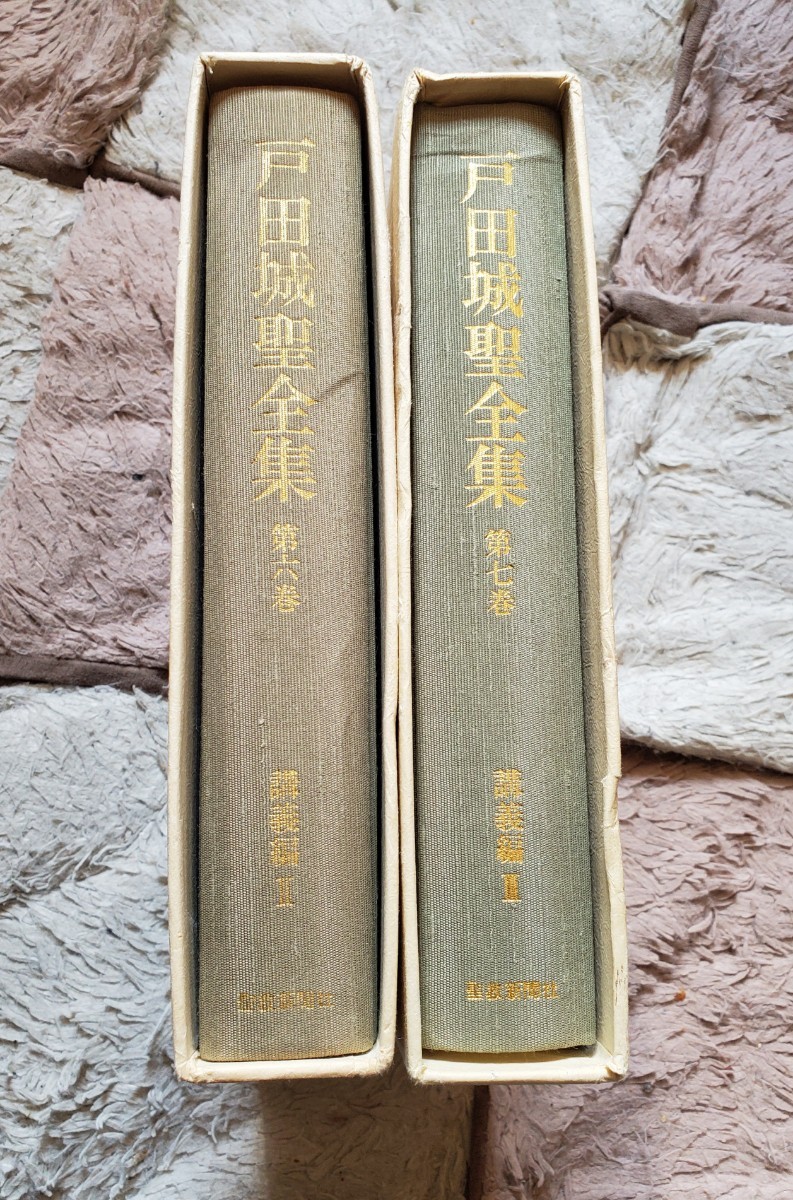 戸田城聖全集
第六巻
講義編 II
聖教新聞社
戸田城聖全集
第七巻
講義編 III
聖教新聞社